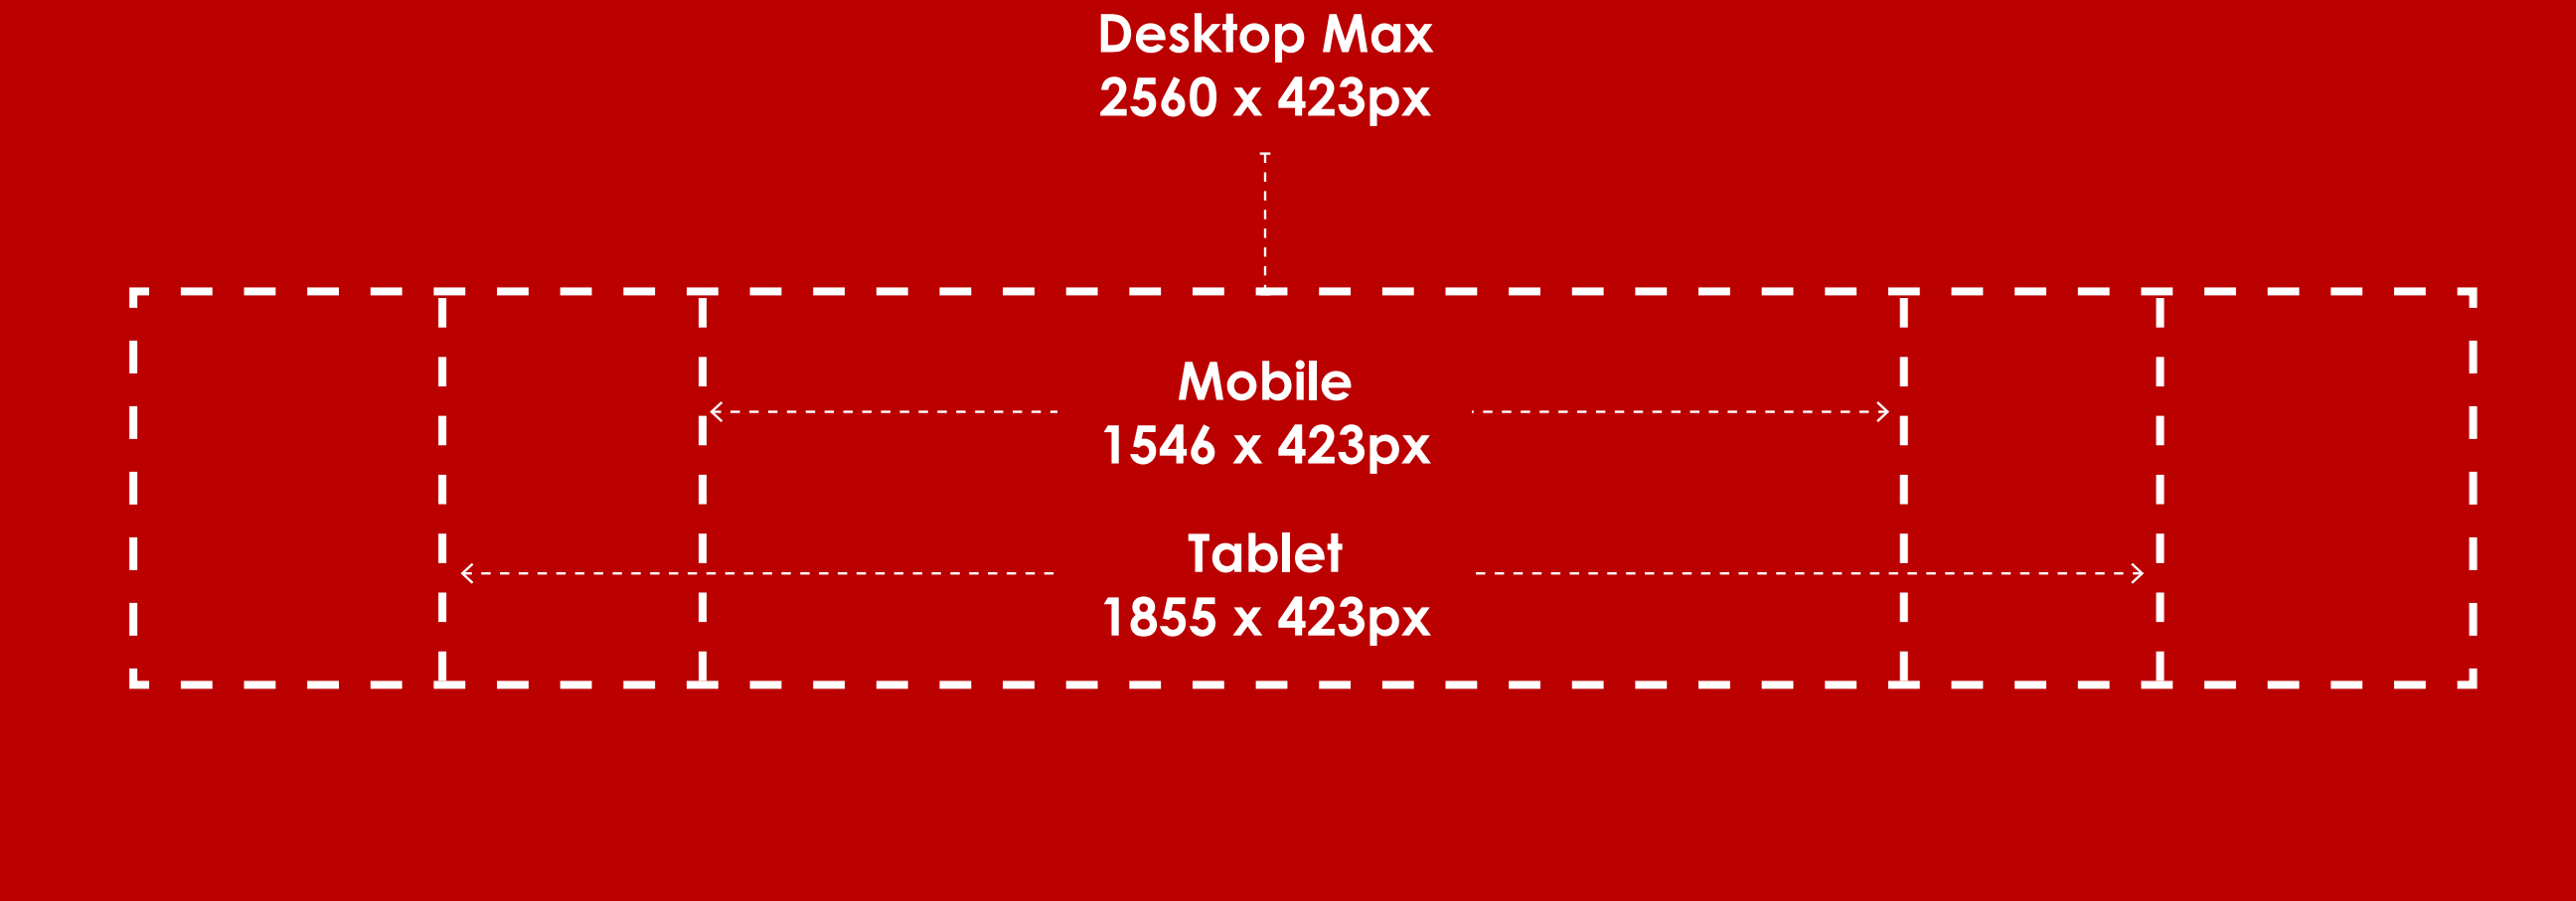 Desktop Max
2560 x 423px
Mobile
1546 x 423px
Tablet
1855 x 423px